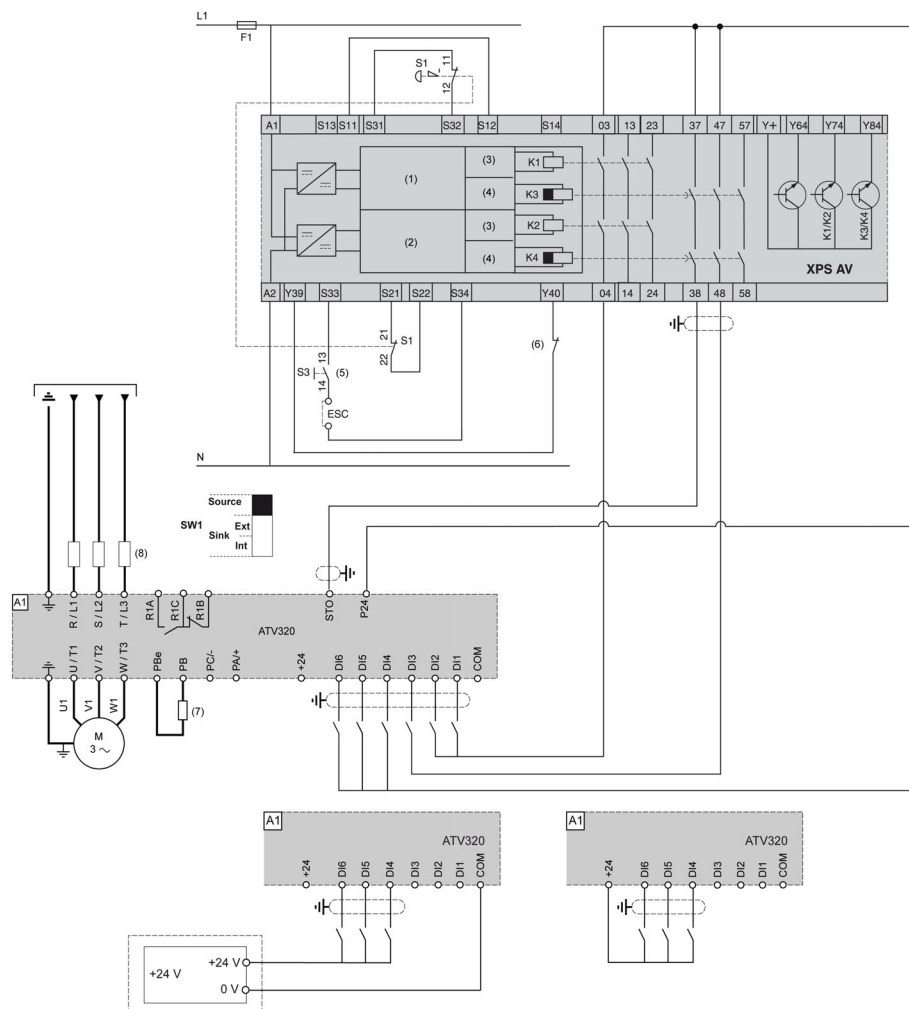 L1
F1
S1
11
12
A1 S13 S11 S31 S32 S12 S14 03 13 23 37 47 57 Y+ Y64 Y74 Y84
(1)
(3)
K1
(4)
K3
(2)
(3)
K2
(4)
K4
K1/K2
K3/K4
XPS AV
A2 Y39 S33 S21 S22 S34 Y40 04 14 24 38 48 58
21
22
S1
13
14
S3
(5)
ESC
(6)
N
SW1
Source
Sink
Ext
Int
(8)
A1
R / L1
S / L2
T / L3
R1A
R1C
R1B
STO
P24
ATV320
U / T1
V / T2
W / T3
PBe
PB
PC/-
PA/+
+24
DI6
DI5
DI4
DI3
DI2
DI1
COM
U1
V1
W1
M
3 ~
(7)
A1
ATV320
+24
DI6
DI5
DI4
DI3
DI2
DI1
COM
+24 V
+24 V
0 V
A1
ATV320
+24
DI6
DI5
DI4
DI3
DI2
DI1
COM